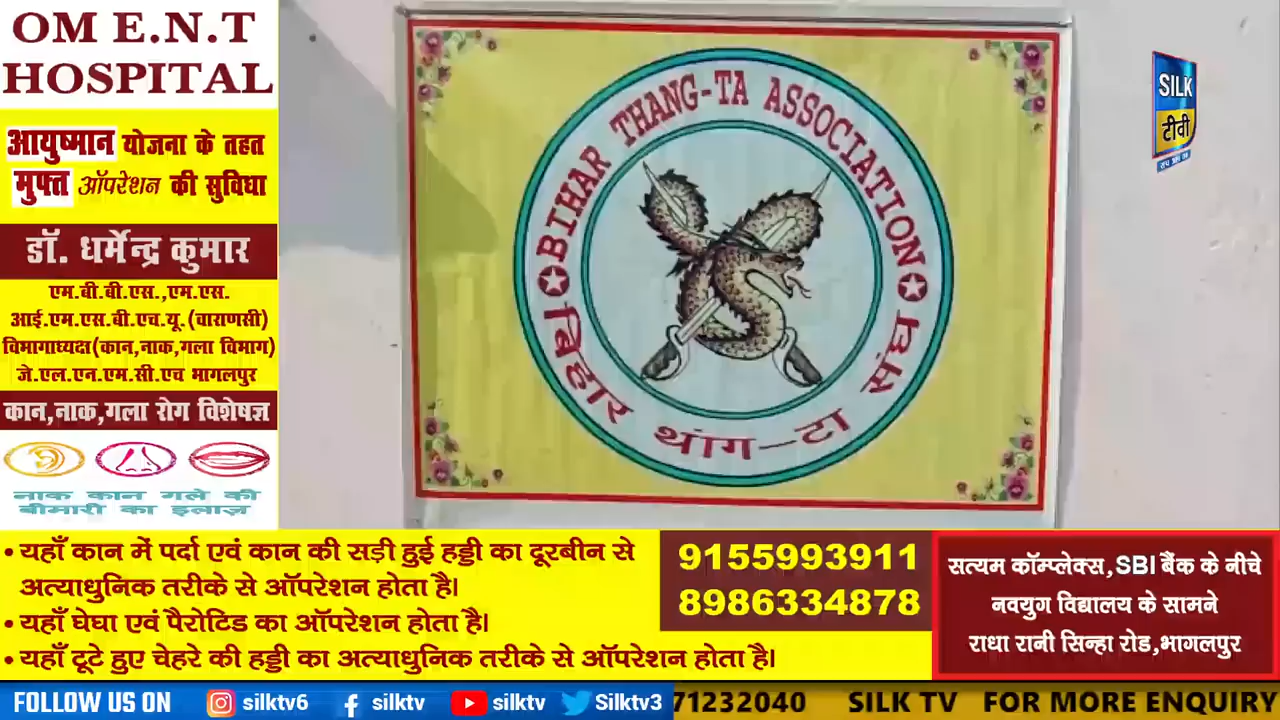 OM E.N.T
HOSPITAL
आयुष्मान योजना के तहत
मुफ्त ऑपरेशन की सुविधा
डॉ. धर्मेन्द्र कुमार
एम.बी.बी.एस.,एम.एस.
आई.एम.एस.बी.एच.यू.(वाराणसी)
विभागाध्यक्ष(कान,नाक,गला विभाग)
जे.एल.एन.एम.सी.एच भागलपुर
कान,नाक,गला रोग विशेषज्ञ
नाक कान गले की
बीमारी का इलाज़
BIHAR THANG-TA ASSOCIATION
बिहार थांग-टा संघ
SILK
टीवी
• यहाँ कान में पर्दा एवं कान की सड़ी हुई हड्डी का दूरबीन से
अत्याधुनिक तरीके से ऑपरेशन होता है।
• यहाँ घेघा एवं पैरोटिड का ऑपरेशन होता है।
• यहाँ टूटे हुए चेहरे की हड्डी का अत्याधुनिक तरीके से ऑपरेशन होता है।
9155993911
8986334878
सत्यम कॉम्प्लेक्स,SBI बैंक के नीचे
नवयुग विद्यालय के सामने
राधा रानी सिन्हा रोड,भागलपुर
FOLLOW US ON silktv6 silktv silktv Silktv3 71232040 SILK TV FOR MORE ENQUIRY